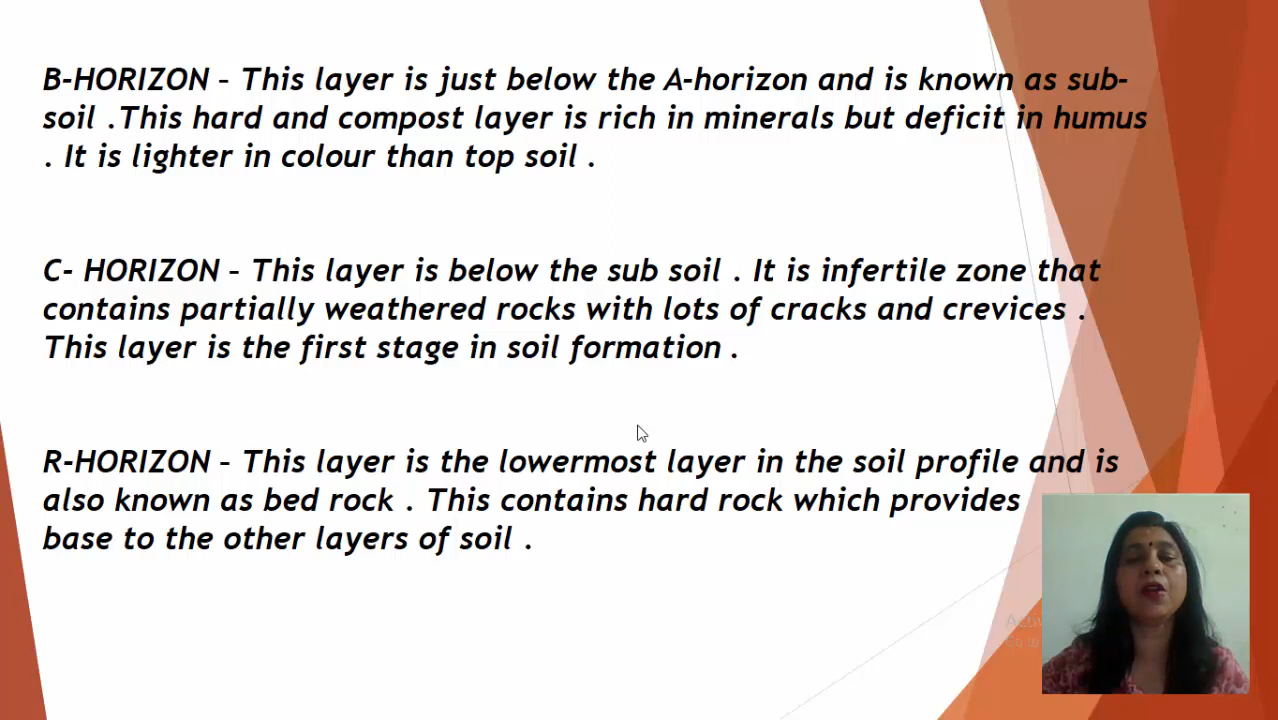 B-HORIZON – This layer is just below the A-horizon and is known as sub-
soil .This hard and compost layer is rich in minerals but deficit in humus
. It is lighter in colour than top soil .
C- HORIZON – This layer is below the sub soil . It is infertile zone that
contains partially weathered rocks with lots of cracks and crevices .
This layer is the first stage in soil formation .
R-HORIZON – This layer is the lowermost layer in the soil profile and is
also known as bed rock . This contains hard rock which provides
base to the other layers of soil .